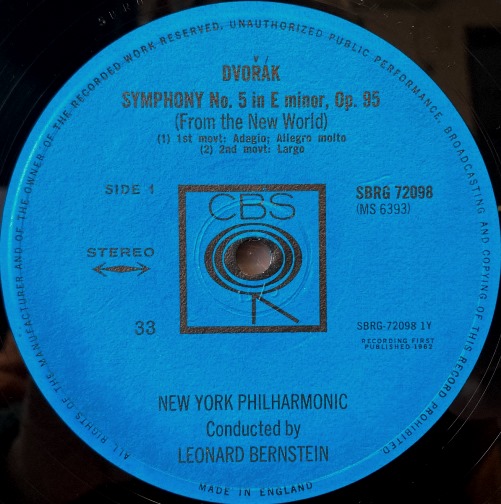 ALL RIGHTS OF THE MANUFACTURER AND OF THE OWNER OF THE RECORDED WORK RESERVED. UNAUTHORIZED PUBLIC PERFORMANCE, BROADCASTING AND COPYING OF THIS RECORD PROHIBITED
DVOŘÁK
SYMPHONY No. 5 in E minor, Op. 95
(From the New World)
(1) 1st movt: Adagio; Allegro molto
(2) 2nd movt: Largo
SIDE 1
CBS
SBRG 72098
(MS 6393)
STEREO
33
SBRG-72098 1Y
RECORDING FIRST
PUBLISHED-1962
NEW YORK PHILHARMONIC
Conducted by
LEONARD BERNSTEIN
MADE IN ENGLAND